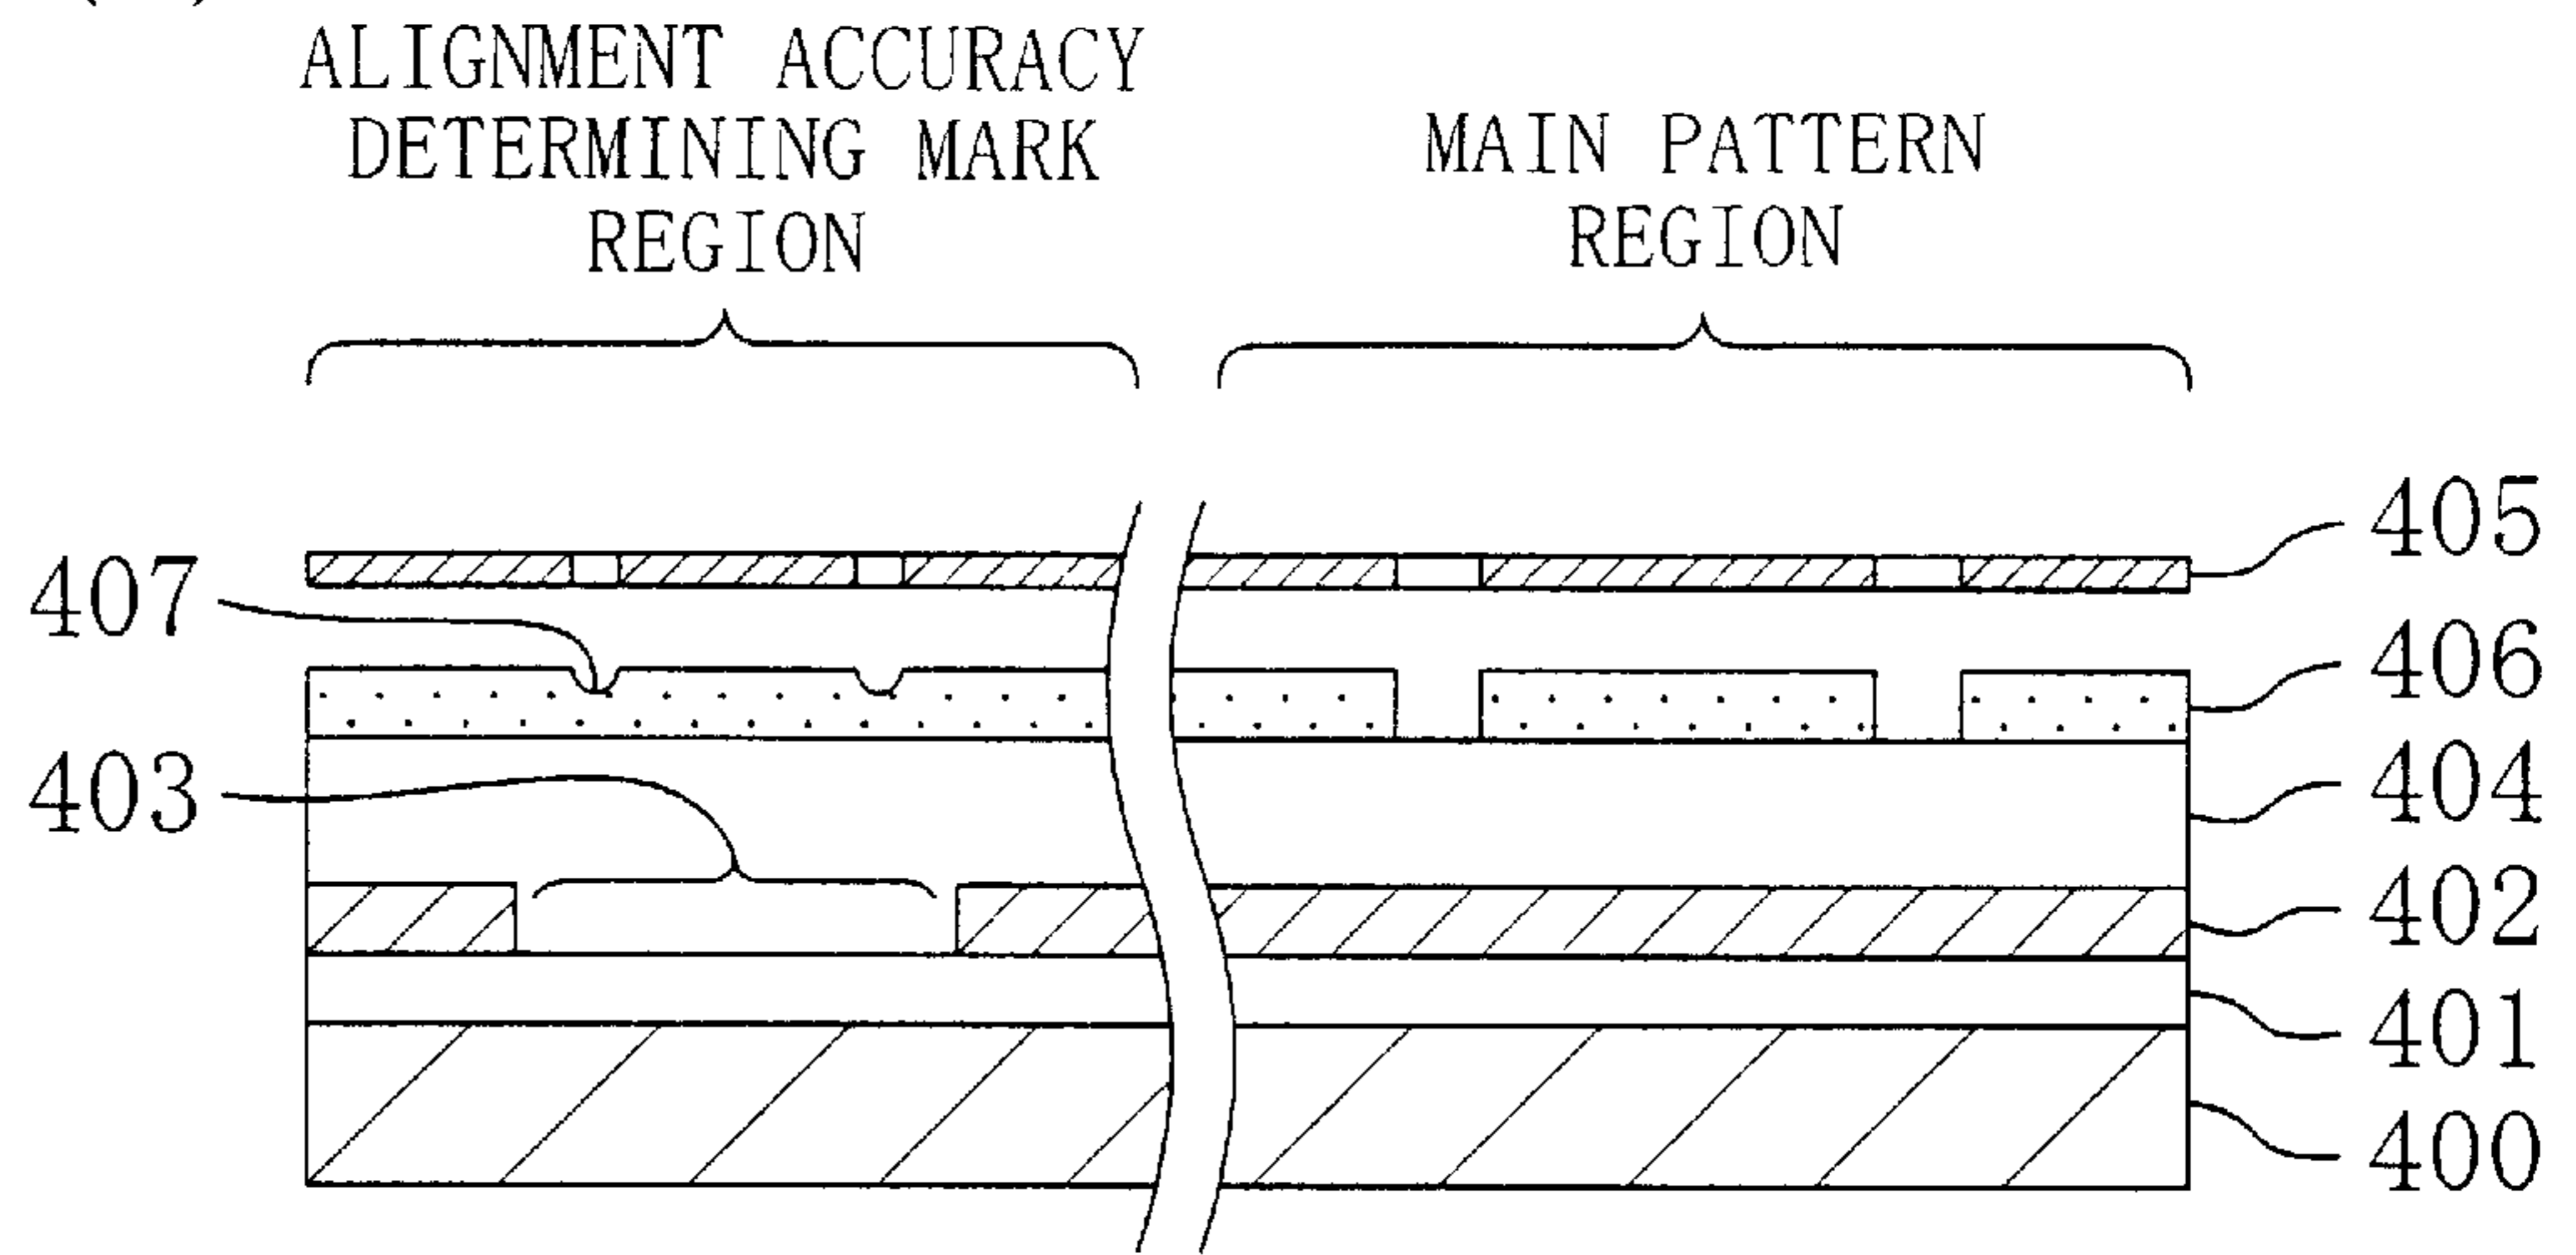 ALIGNMENT ACCURACY
DETERMINING MARK
REGION
MAIN PATTERN
REGION
405
407
406
404
403
402
401
400